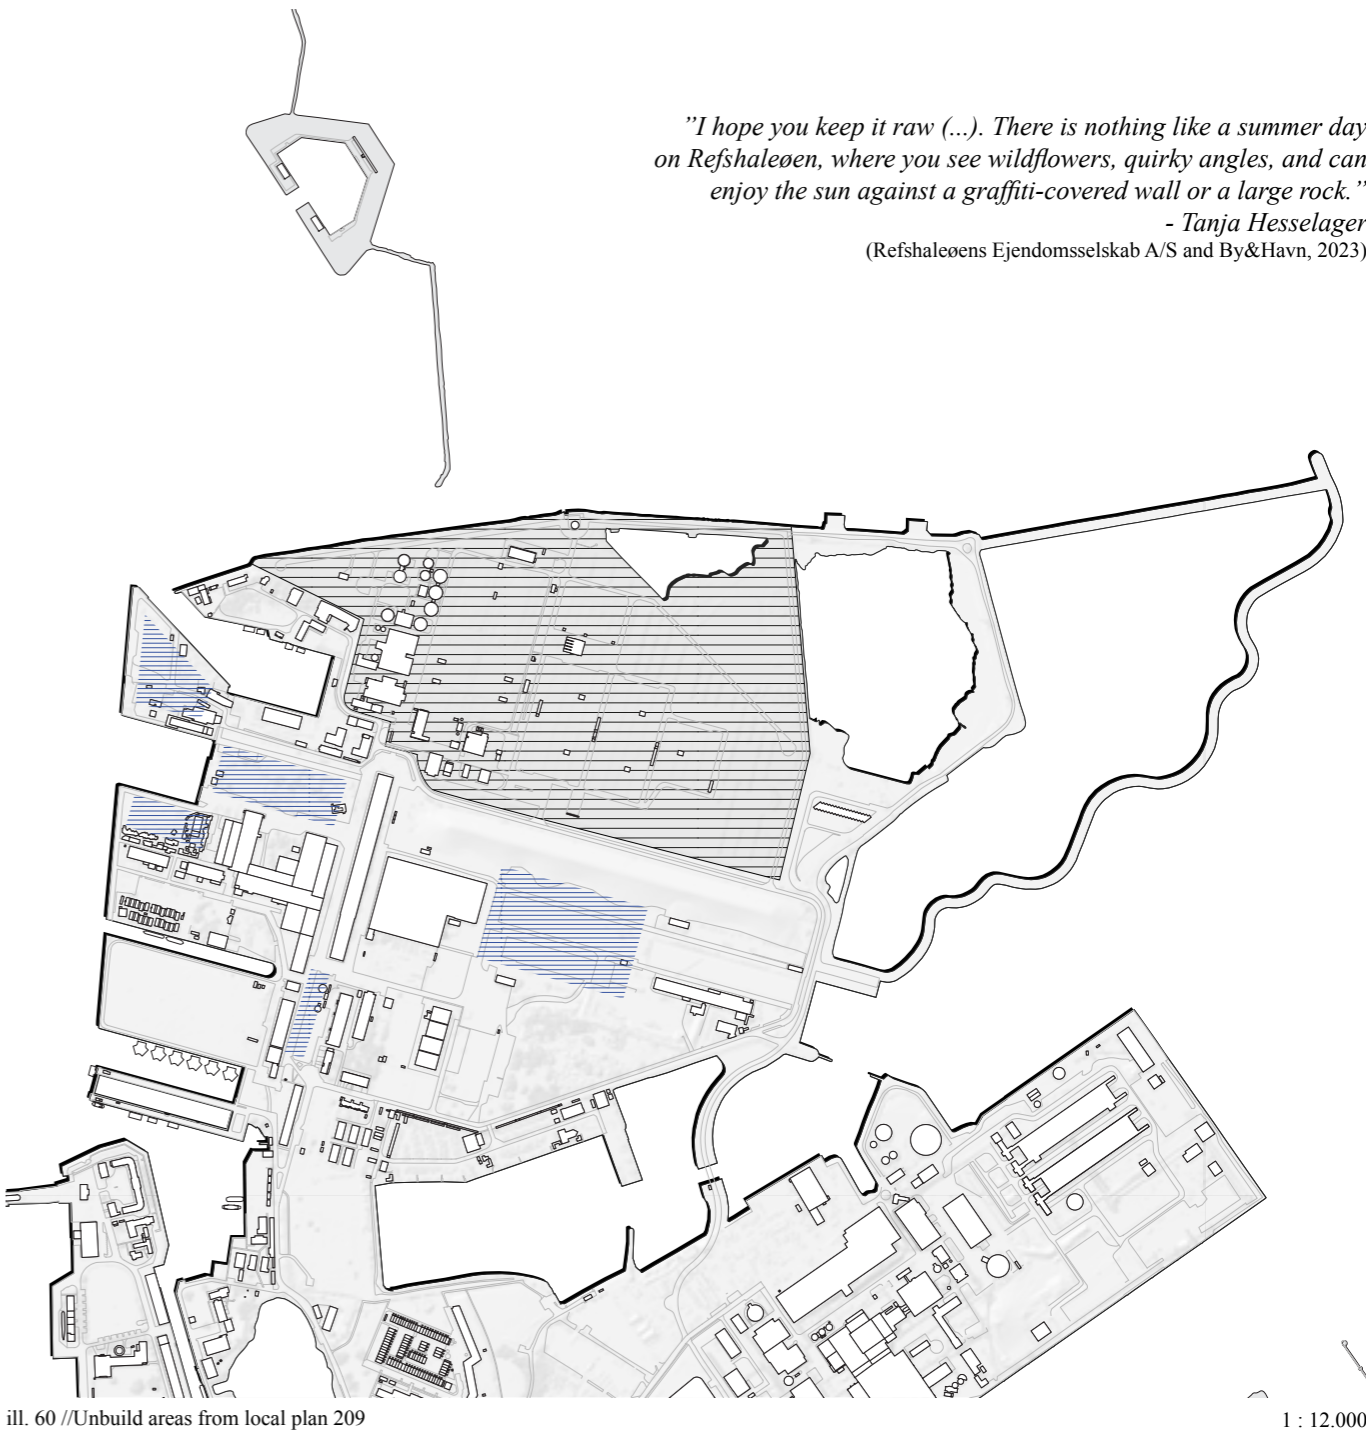 ”I hope you keep it raw (...). There is nothing like a summer day
on Refshaleøen, where you see wildflowers, quirky angles, and can
enjoy the sun against a graffiti-covered wall or a large rock.”
- Tanja Hesselager
(Refshaleøens Ejendomsselskab A/S and By&Havn, 2023)
ill. 60 //Unbuild areas from local plan 209
1 : 12.000